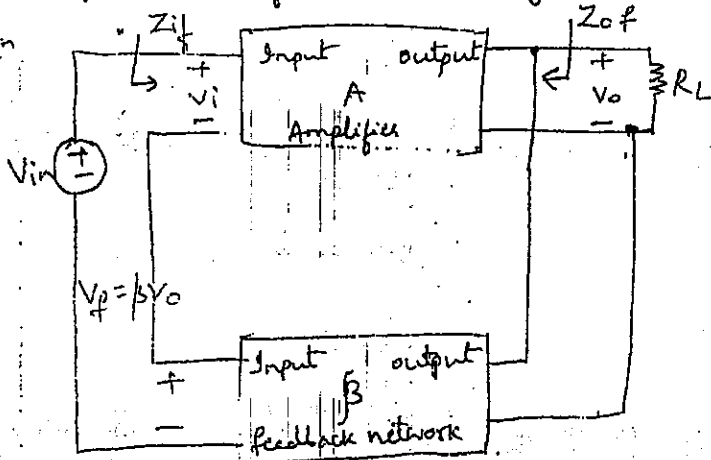 Zif
Zof
Input output
+
Vi
−
A
Amplifier
+
Vo
−
RL
Vin
+
−
Vf = βVo
Input output
+
−
β
feedback network